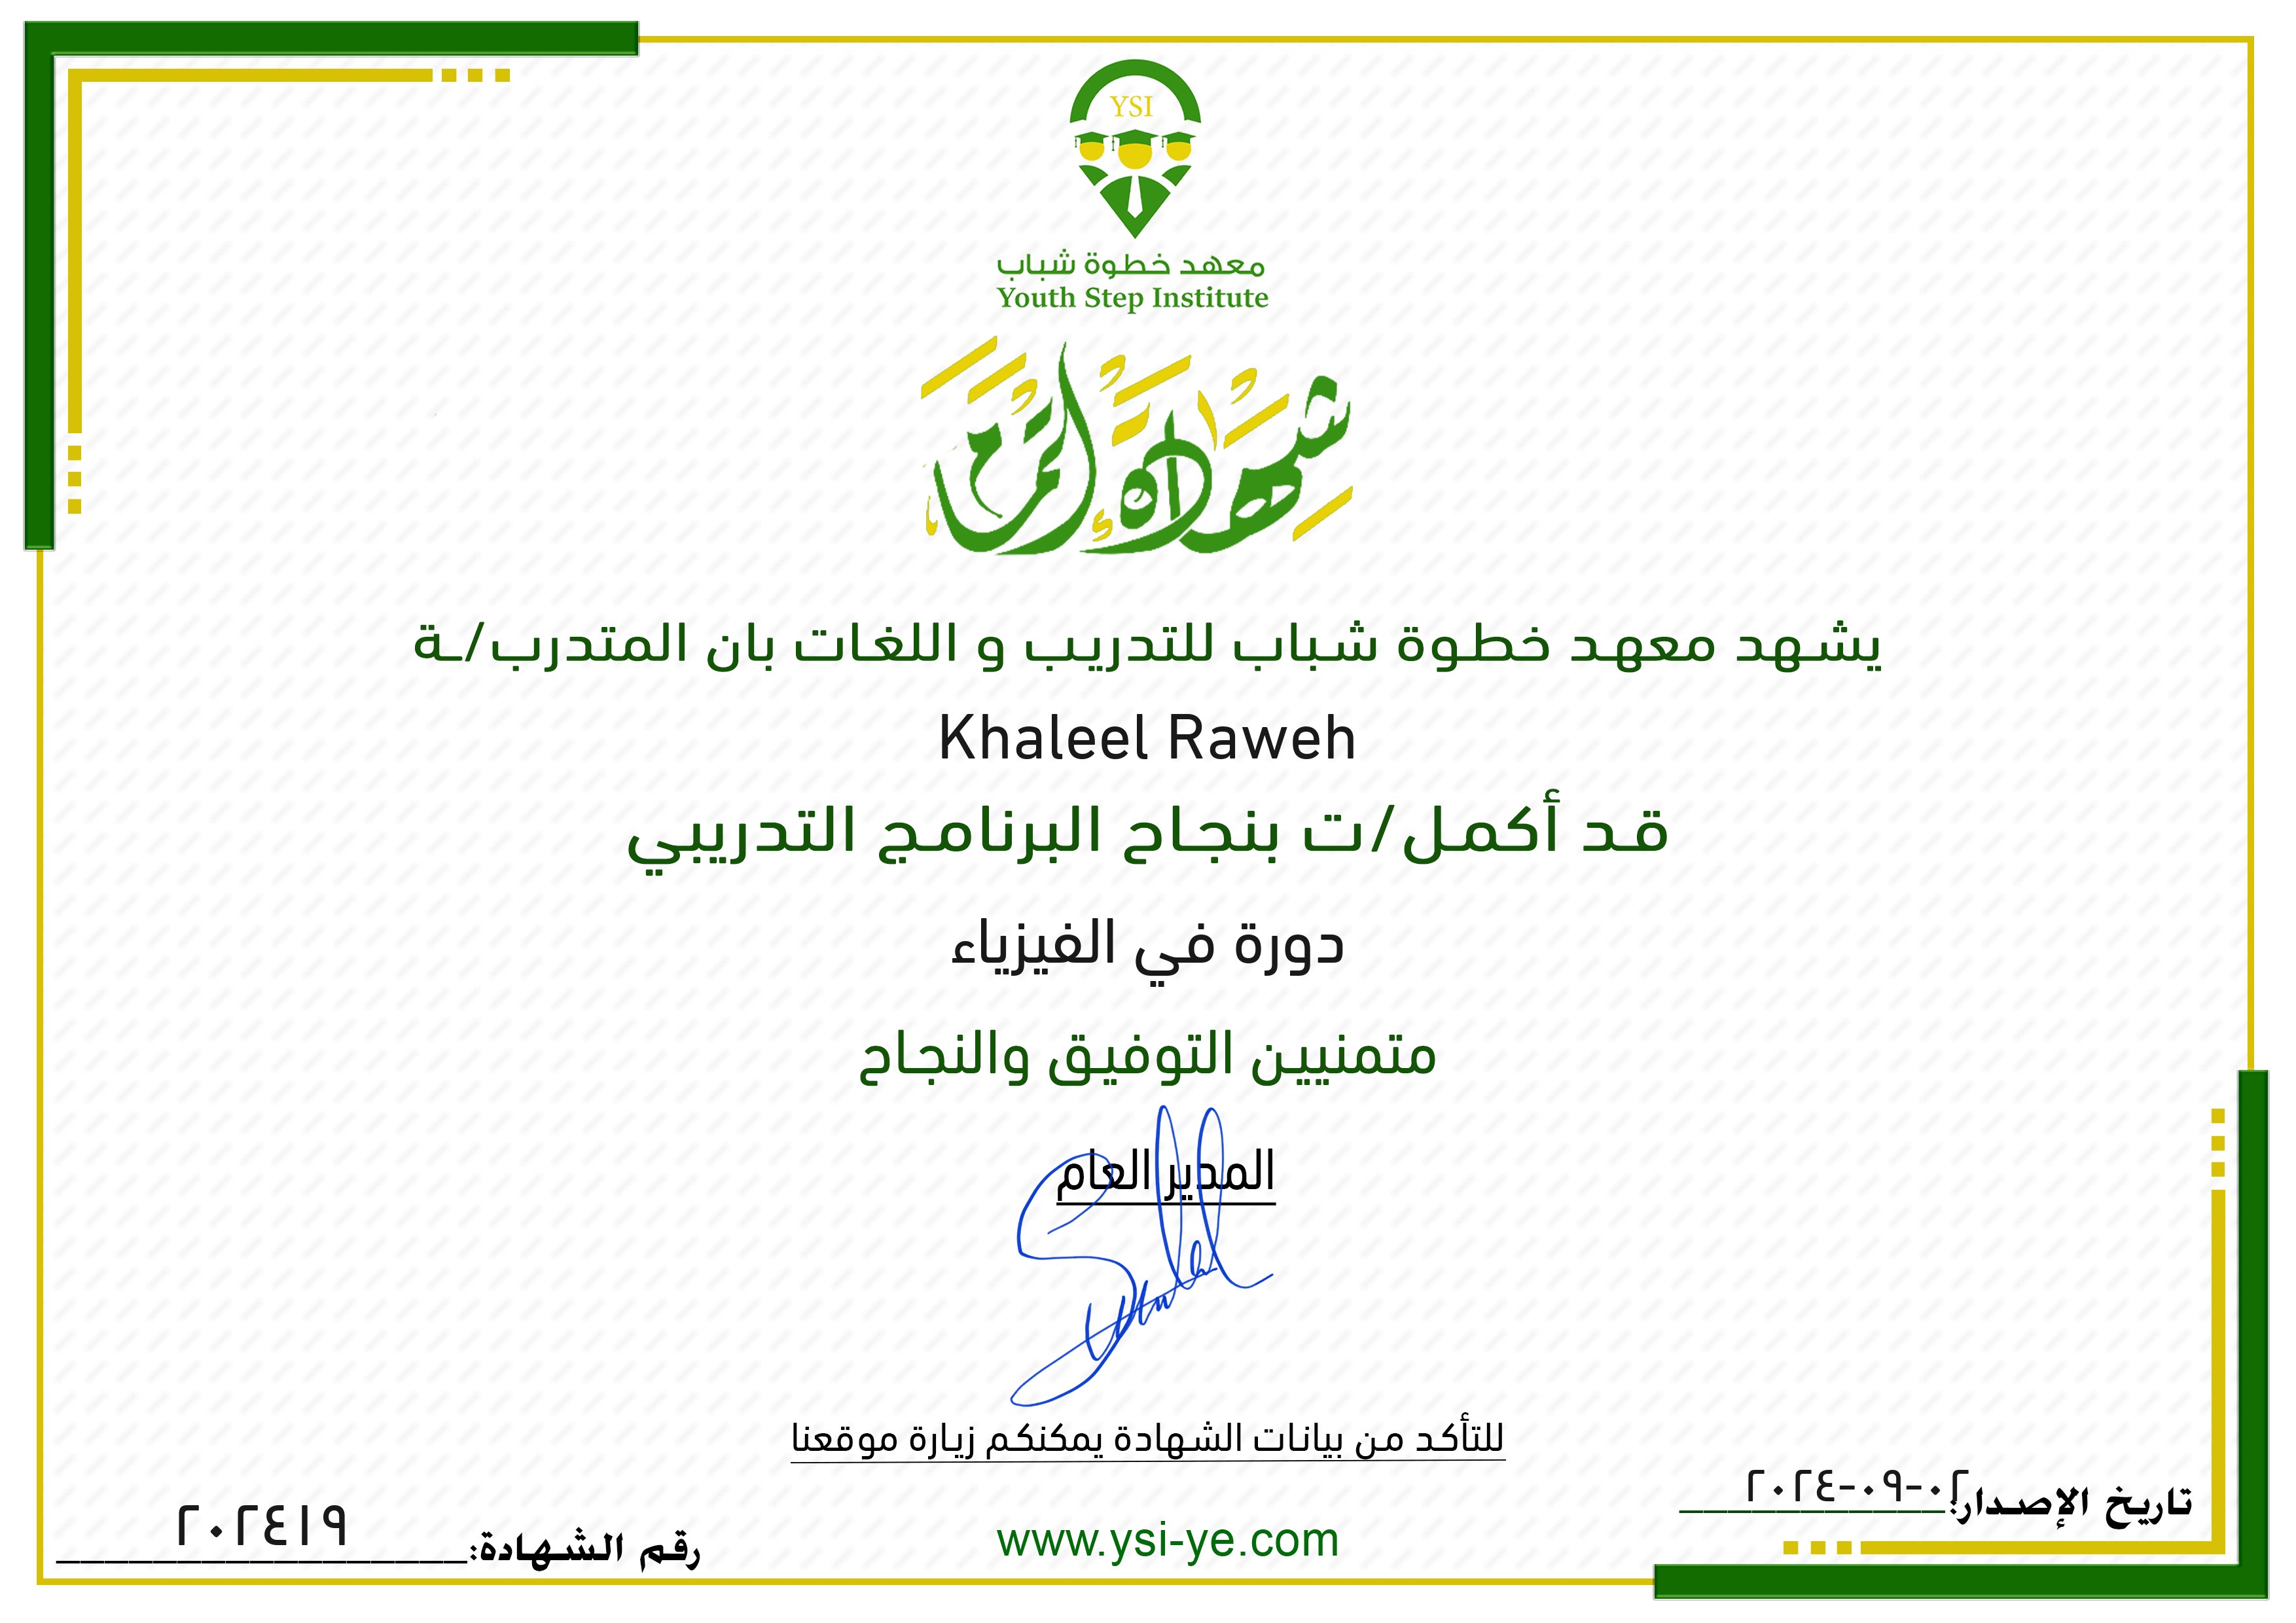 YSI
معهد خطوة شباب
Youth Step Institute
شِهَادَةُ إتمام
يشهد معهد خطوة شباب للتدريب و اللغات بان المتدرب/ـة
Khaleel Raweh
قد أكمل/ت بنجاح البرنامج التدريبي
دورة في الفيزياء
متمنيين التوفيق والنجاح
المدير العام
للتأكد من بيانات الشهادة يمكنكم زيارة موقعنا
تاريخ الإصدار: ٢٠٢٤-٠٩-٠٢
www.ysi-ye.com
رقم الشهادة: ٢٠٢٤١٩